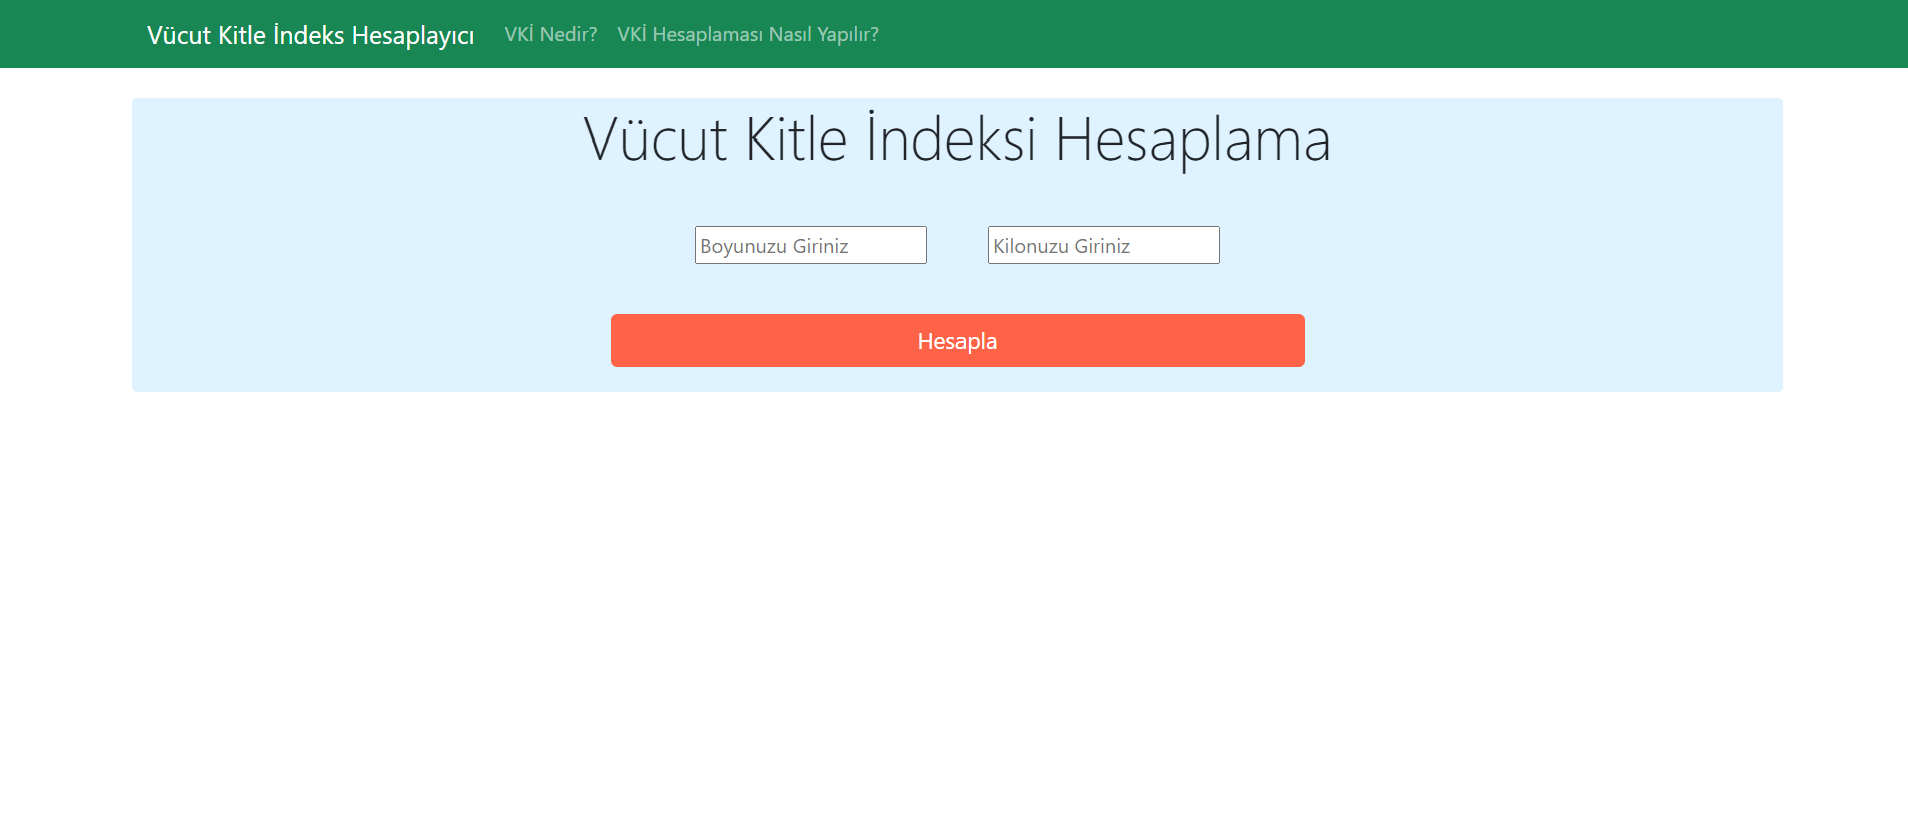 Vücut Kitle İndeks Hesaplayıcı VKİ Nedir? VKİ Hesaplaması Nasıl Yapılır?
Vücut Kitle İndeksi Hesaplama
Boyunuzu Giriniz Kilonuzu Giriniz
Hesapla